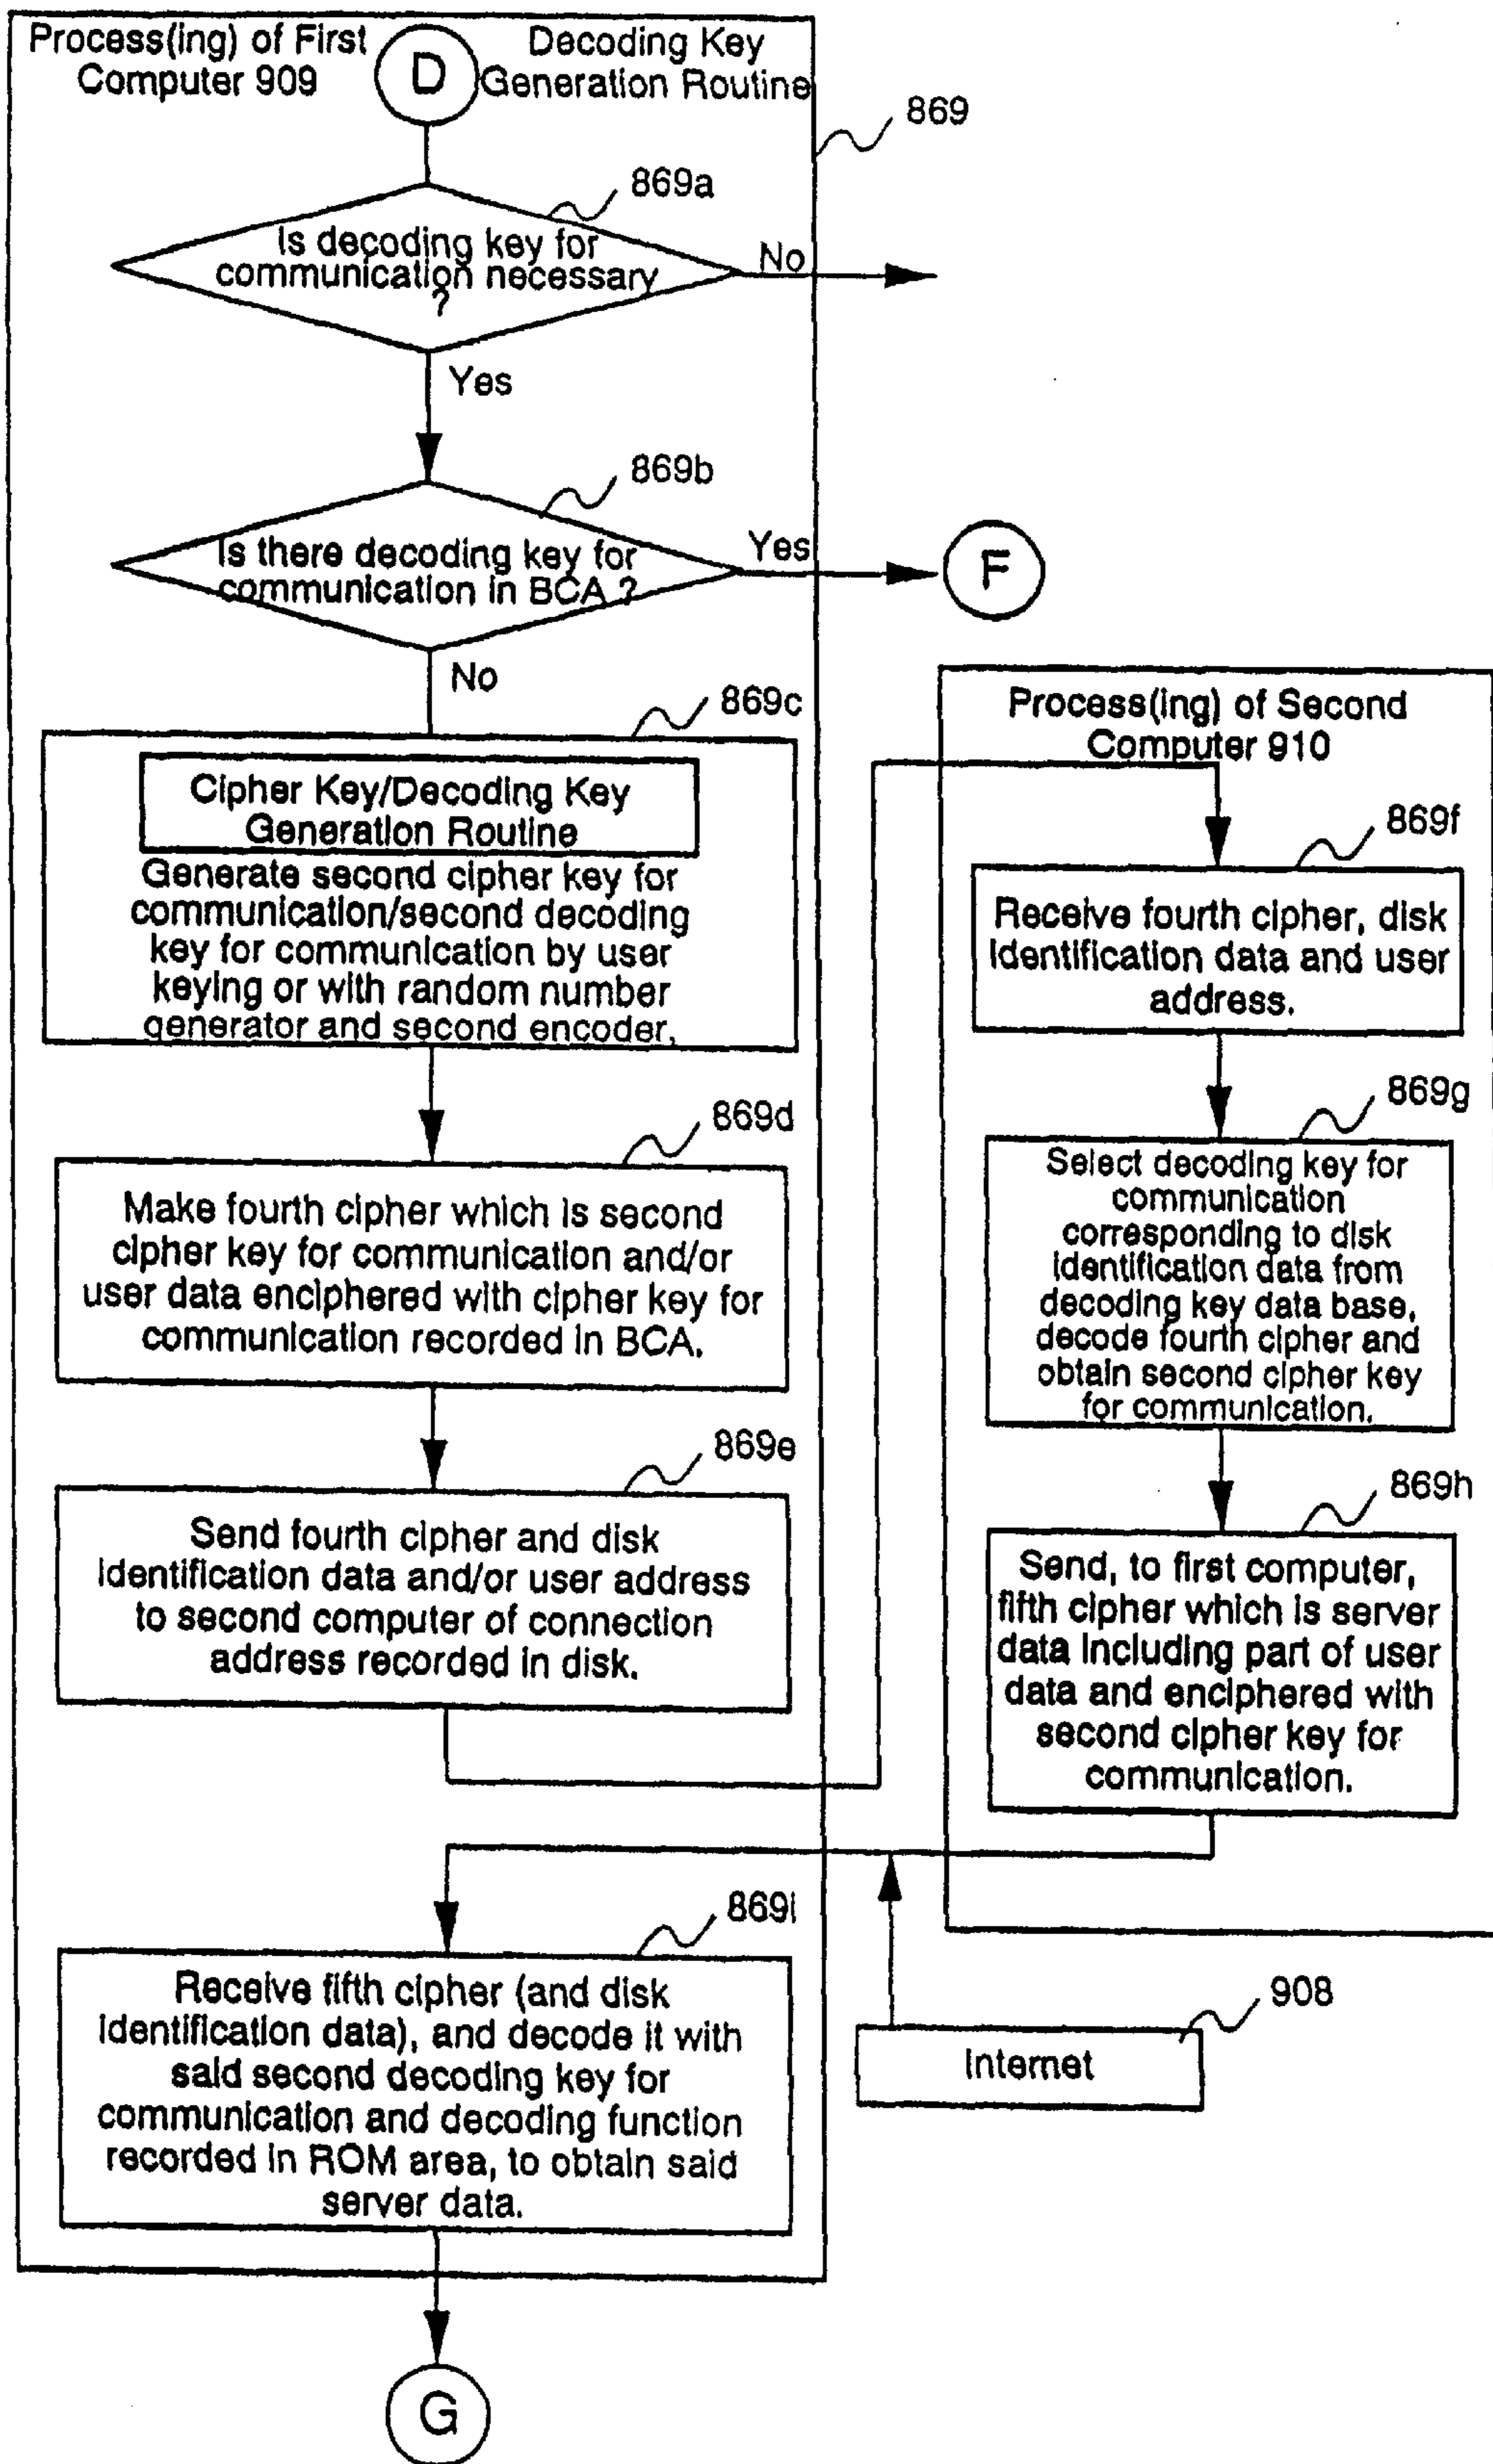 Process(ing) of First
Computer 909
D
Decoding Key
Generation Routine
869
869a
Is decoding key for
communication necessary
?
No
Yes
869b
Is there decoding key for
communication in BCA ?
Yes
F
No
869c
Cipher Key/Decoding Key
Generation Routine
Generate second cipher key for
communication/second decoding
key for communication by user
keying or with random number
generator and second encoder.
869d
Make fourth cipher which is second
cipher key for communication and/or
user data enciphered with cipher key for
communication recorded in BCA.
869e
Send fourth cipher and disk
identification data and/or user address
to second computer of connection
address recorded in disk.
Process(ing) of Second
Computer 910
869f
Receive fourth cipher, disk
identification data and user
address.
869g
Select decoding key for
communication
corresponding to disk
identification data from
decoding key data base,
decode fourth cipher and
obtain second cipher key
for communication.
869h
Send, to first computer,
fifth cipher which is server
data including part of user
data and enciphered with
second cipher key for
communication.
869i
Receive fifth cipher (and disk
identification data), and decode it with
said second decoding key for
communication and decoding function
recorded in ROM area, to obtain said
server data.
908
Internet
G